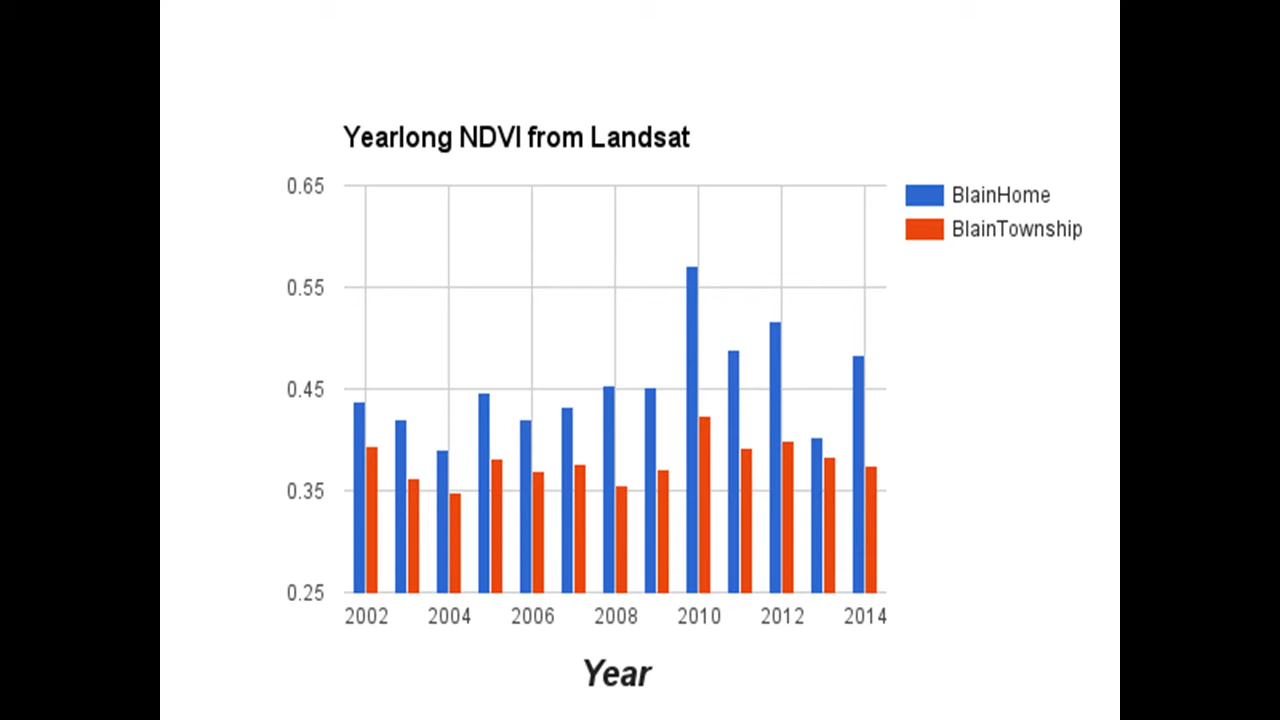 Yearlong NDVI from Landsat
0.65
0.55
0.45
0.35
0.25
2002 2004 2006 2008 2010 2012 2014
Year
BlainHome
BlainTownship